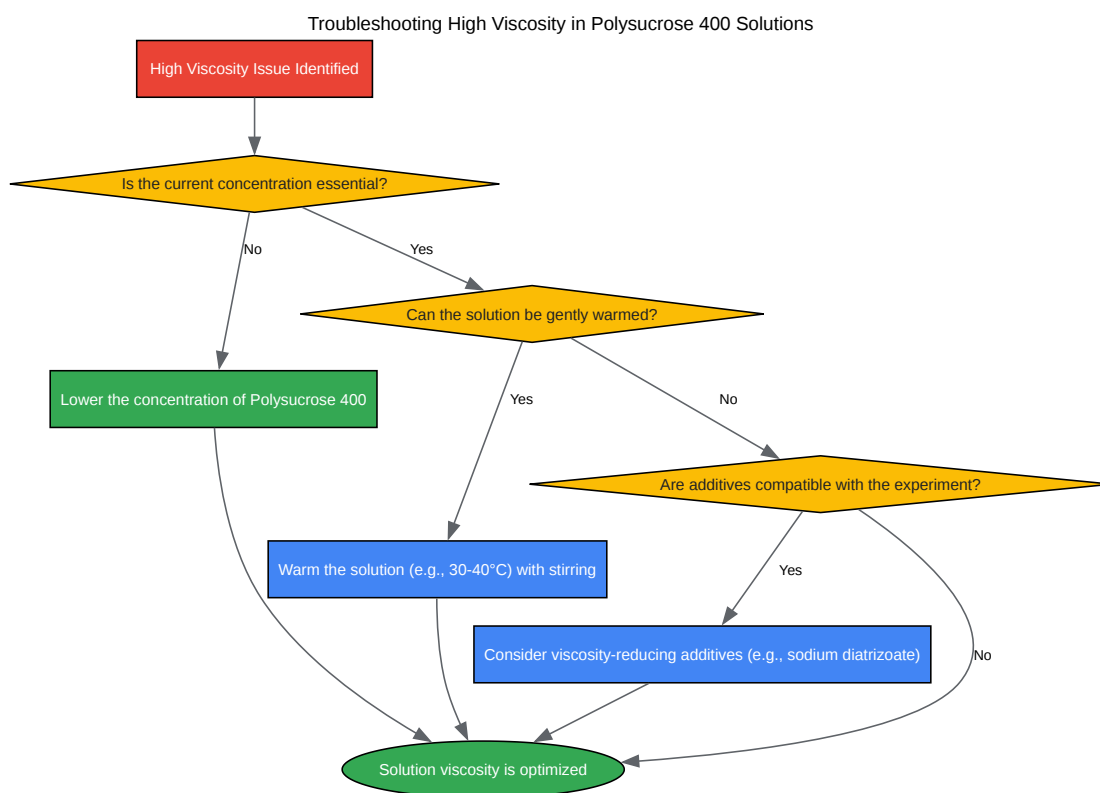 Troubleshooting High Viscosity in Polysucrose 400 Solutions
High Viscosity Issue Identified
Is the current concentration essential?
No
Yes
Can the solution be gently warmed?
Lower the concentration of Polysucrose 400
Yes
No
Are additives compatible with the experiment?
Warm the solution (e.g., 30-40°C) with stirring
Yes
Consider viscosity-reducing additives (e.g., sodium diatrizoate)
No
Solution viscosity is optimized